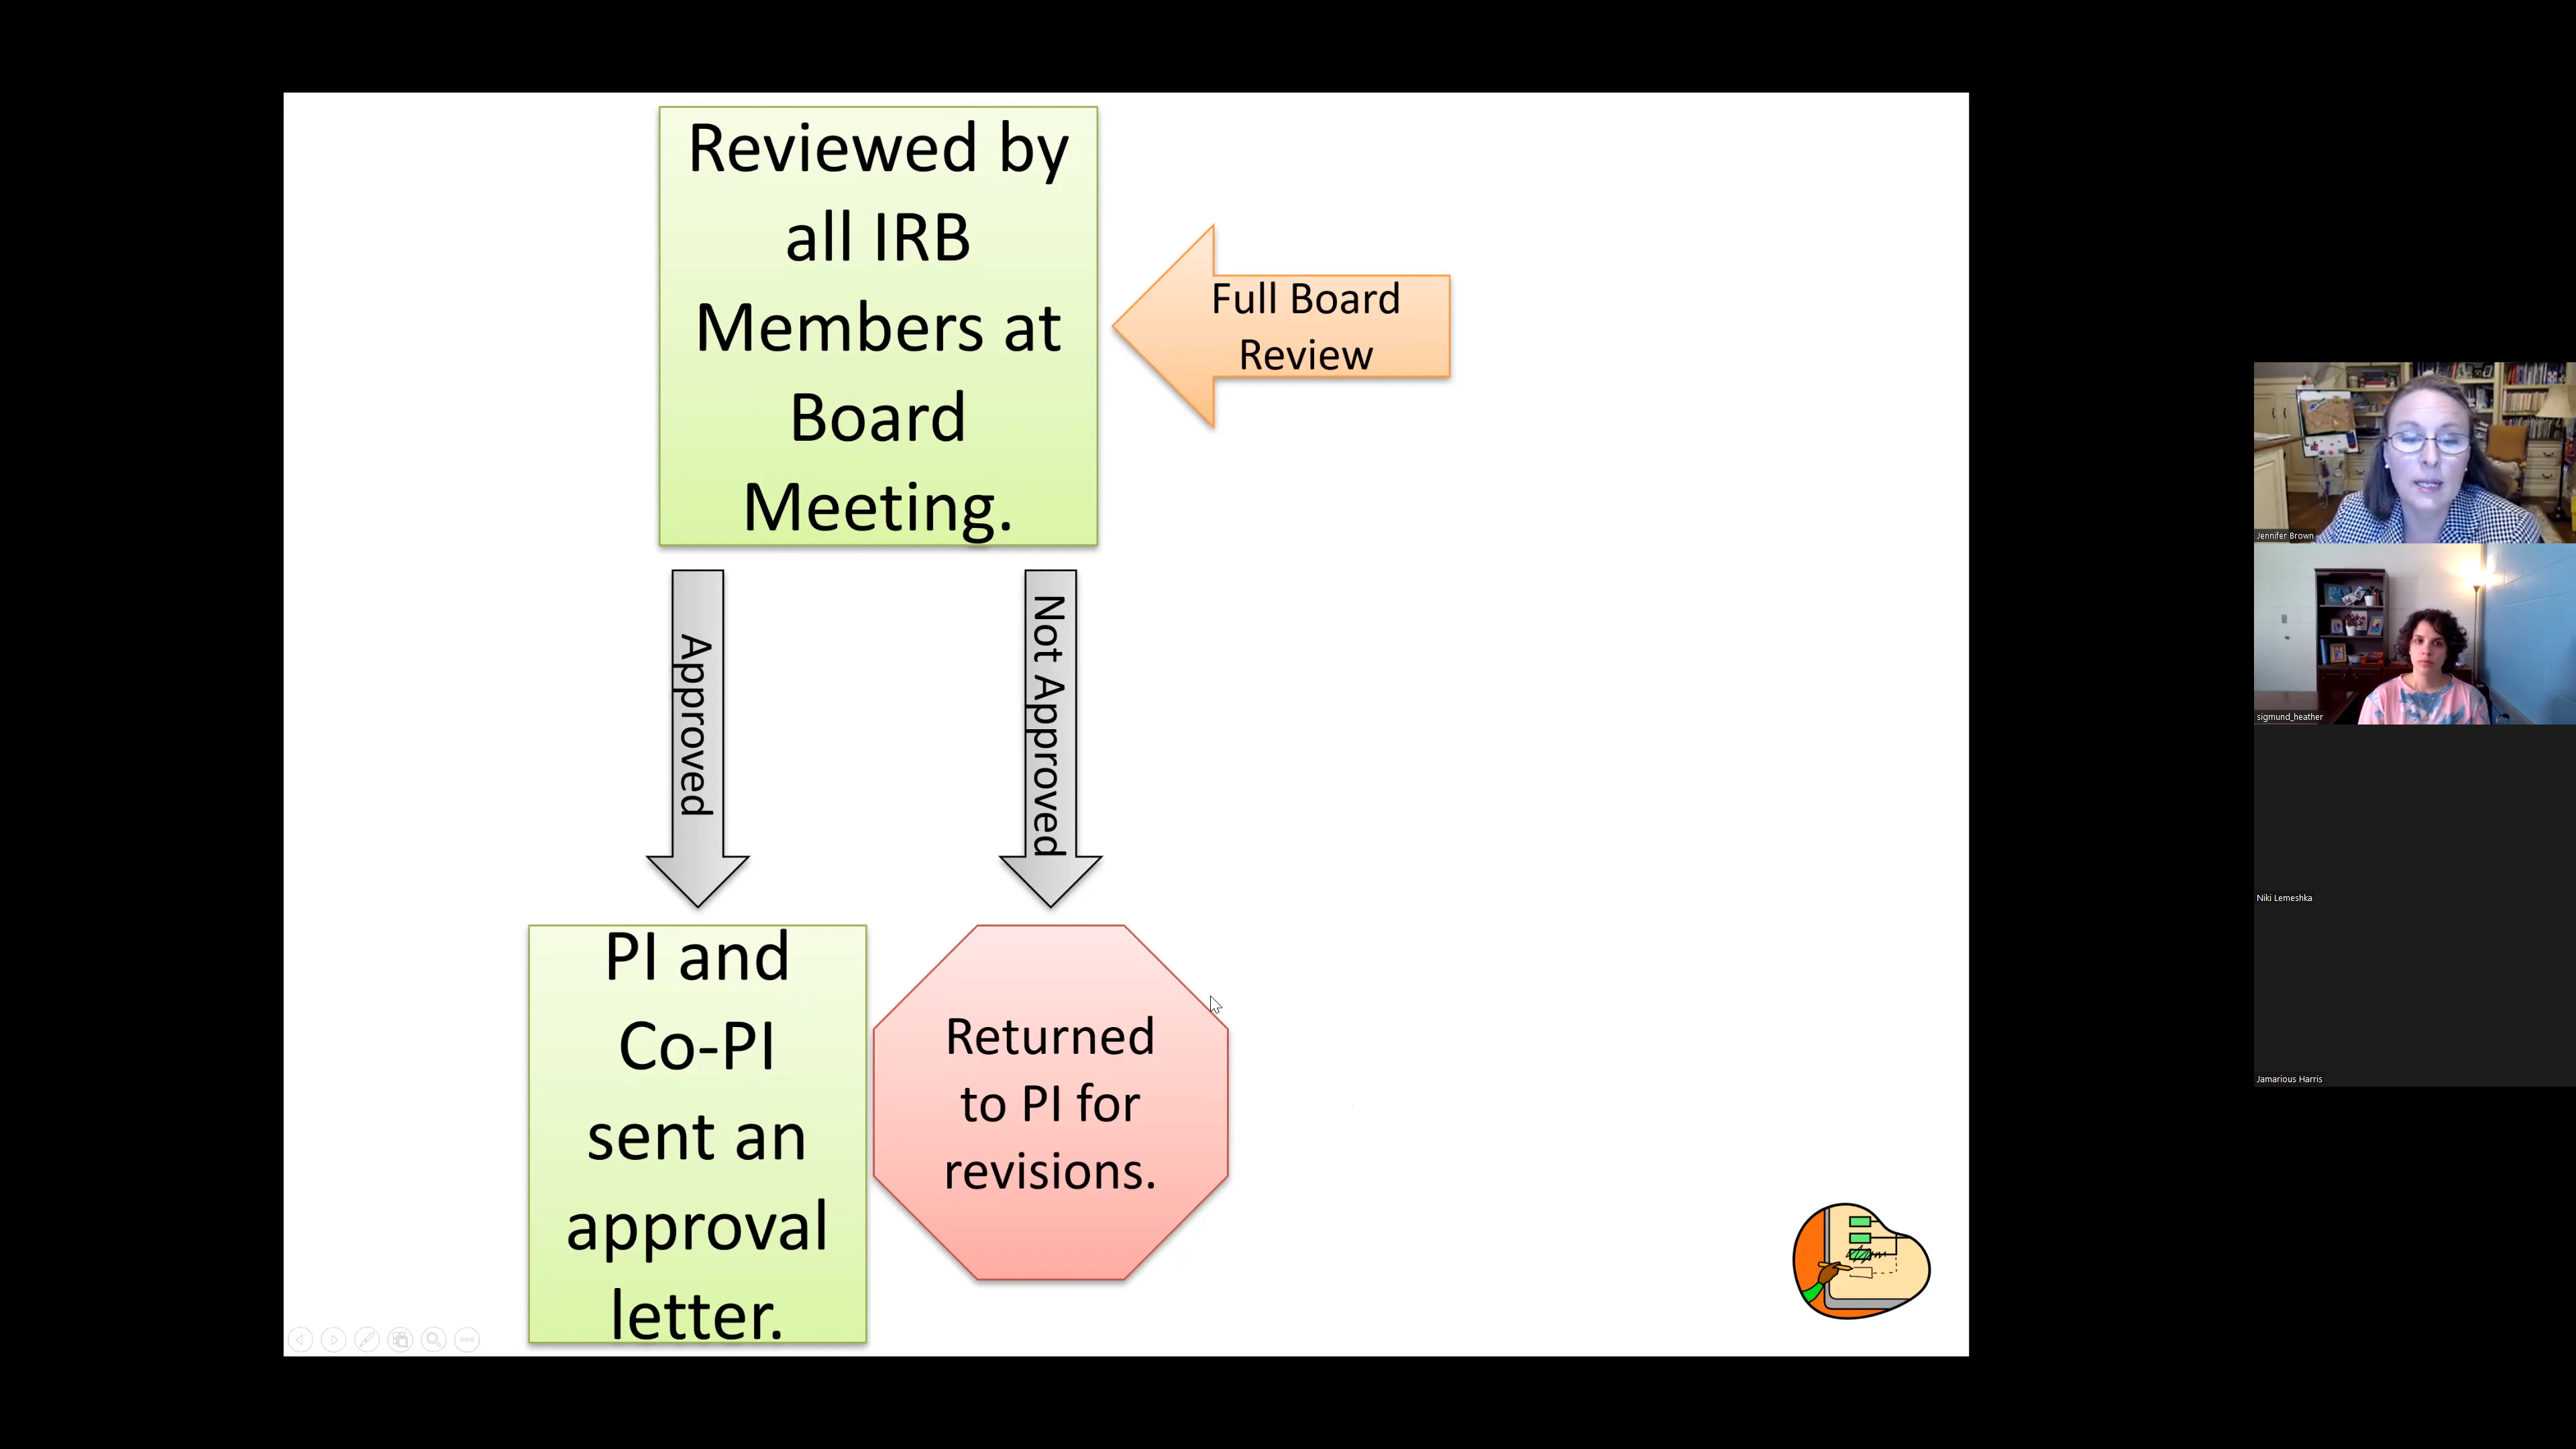 Reviewed by
all IRB
Members at
Board
Meeting.
Full Board
Review
Approved
Not Approved
PI and
Co-PI
sent an
approval
letter.
Returned
to PI for
revisions.
Jennifer Brown
sigmund_heather
Niki Lemeshka
Jamarious Harris